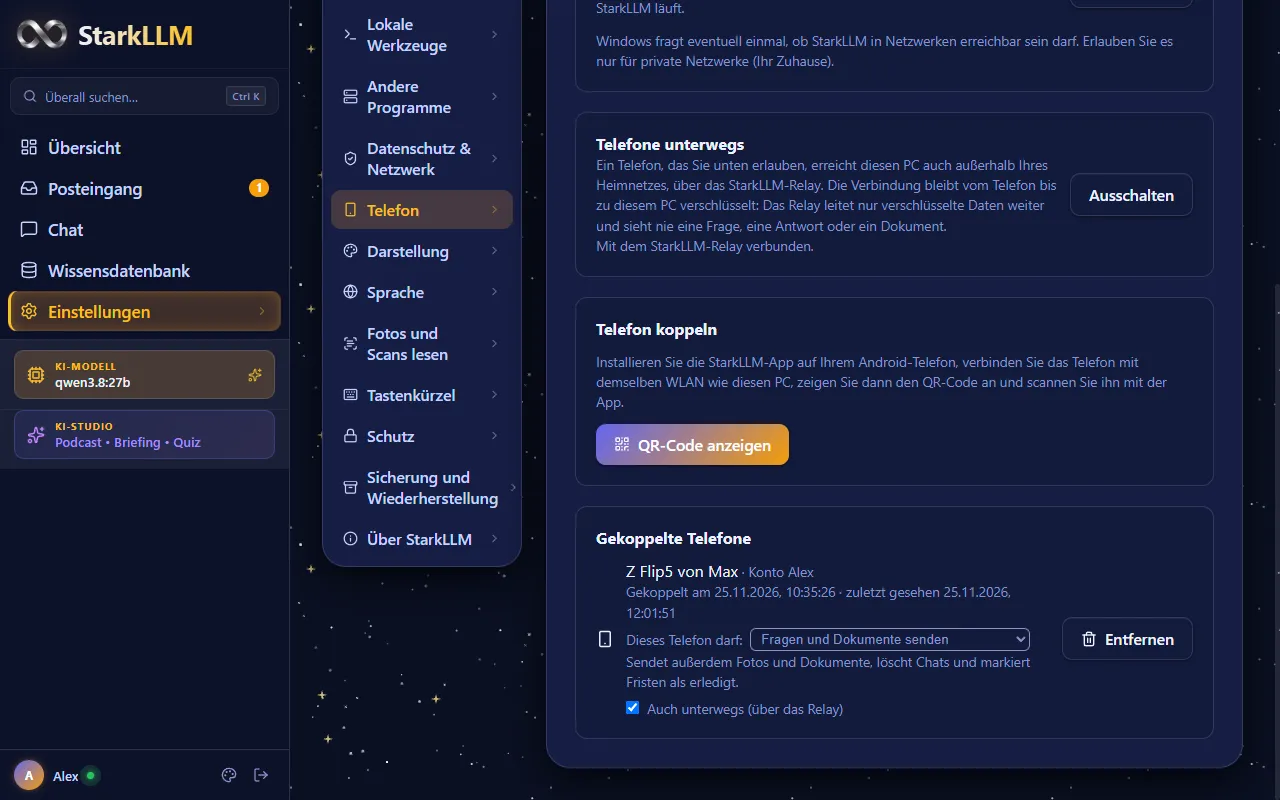 StarkLLM
Überall suchen...
Ctrl K
Übersicht
Posteingang
1
Chat
Wissensdatenbank
Einstellungen
KI-MODELL
qwen3.8:27b
KI-STUDIO
Podcast • Briefing • Quiz
A
Alex
Lokale
Werkzeuge
Andere
Programme
Datenschutz &
Netzwerk
Telefon
Darstellung
Sprache
Fotos und
Scans lesen
Tastenkürzel
Schutz
Sicherung und
Wiederherstellung
Über StarkLLM
StarkLLM läuft.
Windows fragt eventuell einmal, ob StarkLLM in Netzwerken erreichbar sein darf. Erlauben Sie es
nur für private Netzwerke (Ihr Zuhause).
Telefone unterwegs
Ein Telefon, das Sie unten erlauben, erreicht diesen PC auch außerhalb Ihres
Heimnetzes, über das StarkLLM-Relay. Die Verbindung bleibt vom Telefon bis
zu diesem PC verschlüsselt: Das Relay leitet nur verschlüsselte Daten weiter
und sieht nie eine Frage, eine Antwort oder ein Dokument.
Mit dem StarkLLM-Relay verbunden.
Ausschalten
Telefon koppeln
Installieren Sie die StarkLLM-App auf Ihrem Android-Telefon, verbinden Sie das Telefon mit
demselben WLAN wie diesen PC, zeigen Sie dann den QR-Code an und scannen Sie ihn mit der
App.
QR-Code anzeigen
Gekoppelte Telefone
Z Flip5 von Max · Konto Alex
Gekoppelt am 25.11.2026, 10:35:26 · zuletzt gesehen 25.11.2026,
12:01:51
Dieses Telefon darf: Fragen und Dokumente senden
Sendet außerdem Fotos und Dokumente, löscht Chats und markiert
Fristen als erledigt.
Auch unterwegs (über das Relay)
Entfernen